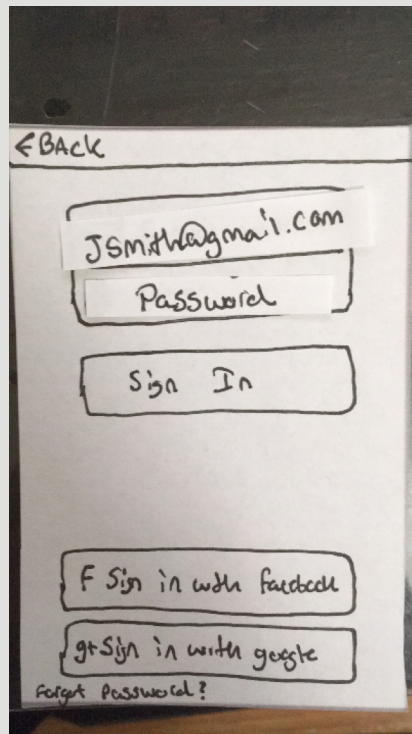 ← BACK
JSmith@gmail.com
Password
Sign In
F Sign in with facebook
g+ Sign in with google
Forgot Password?